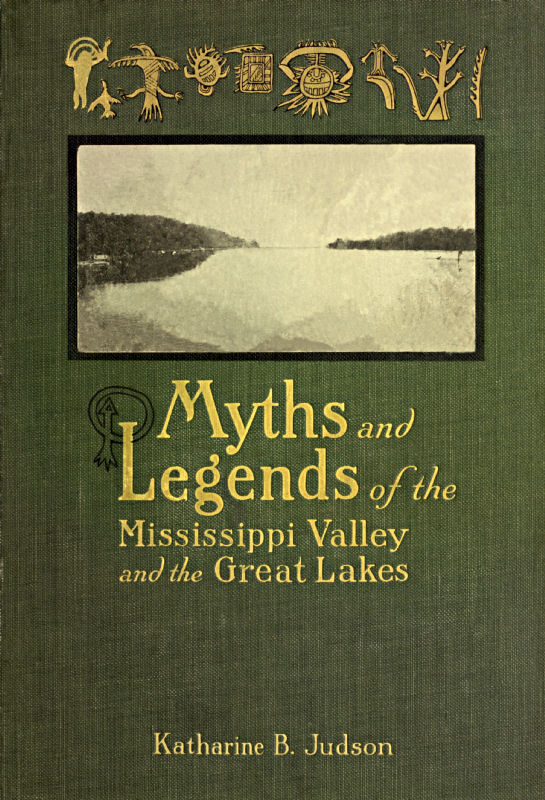 Myths and
Legends of the
Mississippi Valley
and the Great Lakes
Katharine B. Judson